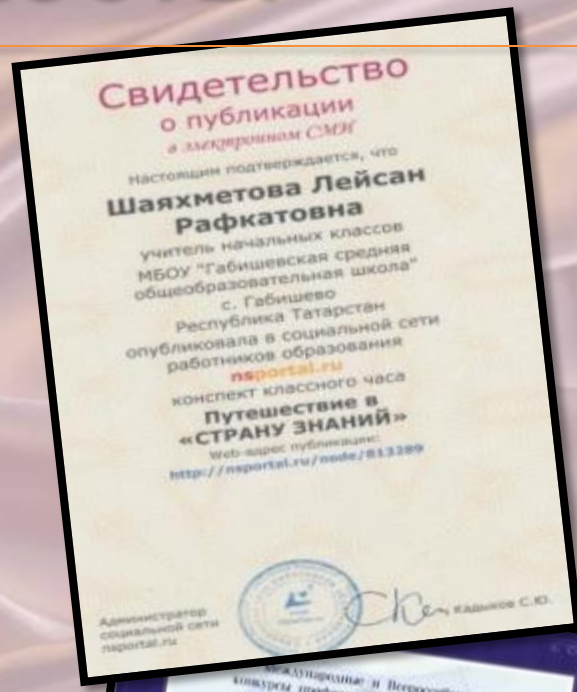 Свидетельство
о публикации
в электронном СМИ
Настоящим подтверждается, что
Шаяхметова Лейсан
Рафкатовна
учитель начальных классов
МБОУ "Габишевская средняя
общеобразовательная школа"
с. Габишево
Республика Татарстан
опубликовала в социальной сети
работников образования
nsportal.ru
конспект классного часа
Путешествие в
«СТРАНУ ЗНАНИЙ»
Web-адрес публикации:
http://nsportal.ru/node/813289
Администратор
социальной сети
nsportal.ru
Кадыков С.Ю.
Международные и
конкурсы